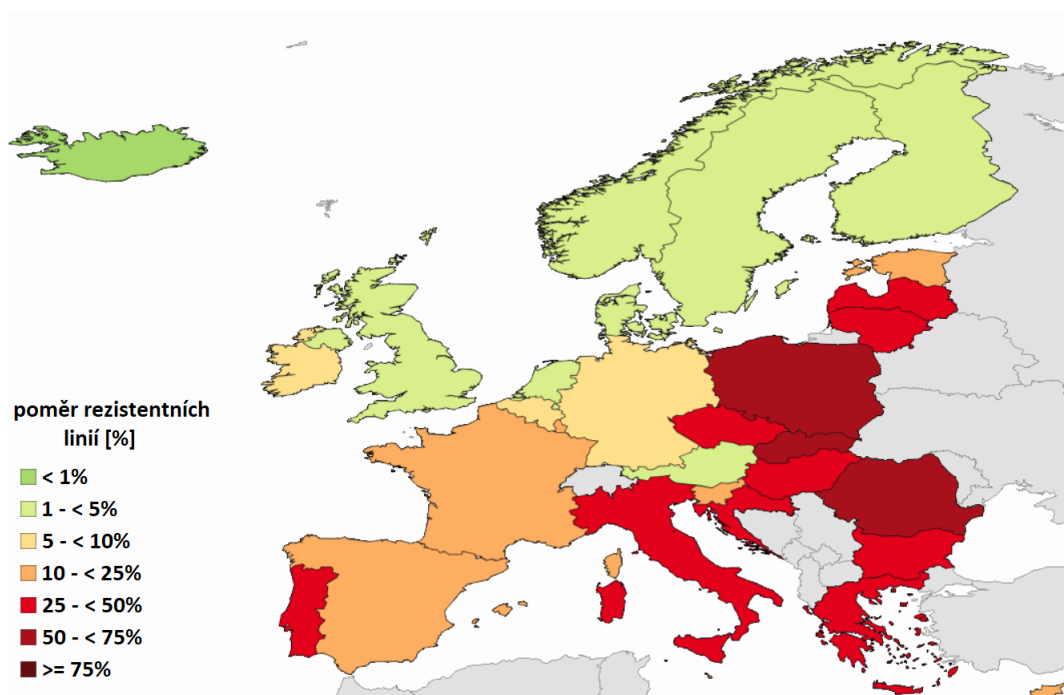 poměr rezistentních
linií [%]
< 1%
1 - < 5%
5 - < 10%
10 - < 25%
25 - < 50%
50 - < 75%
>= 75%